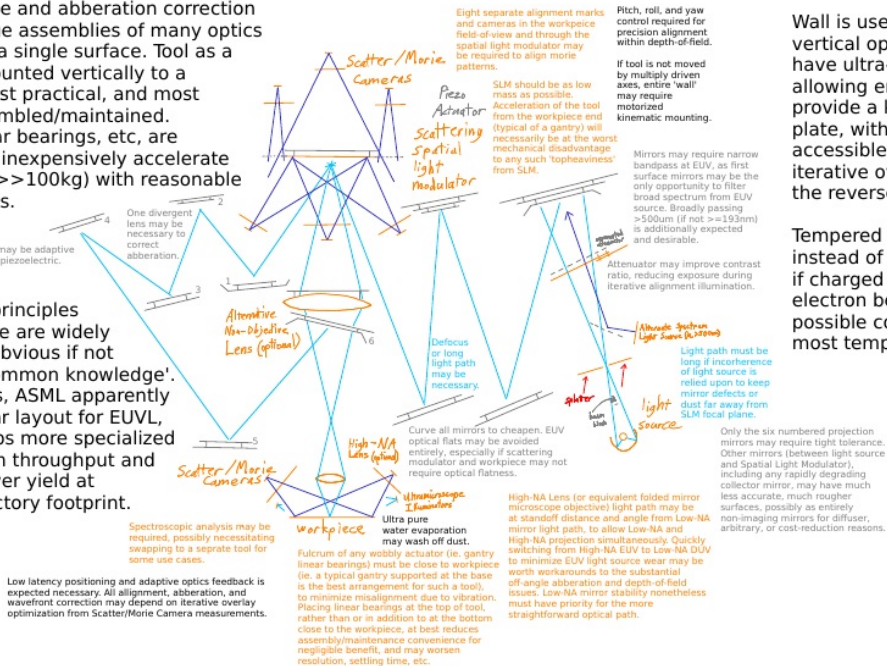 e and abberation correction
e assemblies of many optics
a single surface. Tool as a
ounted vertically to a
st practical, and most
mbled/maintained.
ar bearings, etc, are
inexpensively accelerate
>>100kg) with reasonable
s.
may be adaptive
piezoelectric.
principles
e are widely
bvious if not
ommon knowledge'.
s, ASML apparently
ar layout for EUVL,
ps more specialized
n throughput and
ver yield at
ctory footprint.
One divergent
lens may be
necessary to
correct
abberation.
4
2
3
1
6
5
Scatter/Morie
Cameras
Eight separate alignment marks
and cameras in the workpeice
field-of-view and through the
spatial light modulator may
be required to align morie
patterns.
Pitch, roll, and yaw
control required for
precision alignment
within depth-of-field.
If tool is not moved
by multiply driven
axes, entire 'wall'
may require
motorized
kinematic mounting.
Piezo
Actuator
scattering
spatial
light
modulator
SLM should be as low
mass as possible.
Acceleration of the tool
from the workpiece end
(typical of a gantry) will
necessarily be at the worst
mechanical disadvantage
to any such 'topheaviness'
from SLM.
Mirrors may require narrow
bandpass at EUV, as first
surface mirrors may be the
only opportunity to filter
broad spectrum from EUV
source. Broadly passing
>500um (if not >=193nm)
is additionally expected
and desirable.
Attenuator may improve contrast
ratio, reducing exposure during
iterative alignment illumination.
Alternate Spectrum
Light path must be
long if incorherence
of light source is
relied upon to keep
mirror defects or
dust far away from
SLM focal plane.
splitter
beam
block
light
source
Alternative
Non-Objective
Lens (optional)
Defocus
or long
light path
may be
necessary.
Curve all mirrors to cheapen. EUV
optical flats may be avoided
entirely, especially if scattering
modulator and workpiece may not
require optical flatness.
Only the six numbered projection
mirrors may require tight tolerance.
Other mirrors (between light source
and Spatial Light Modulator),
including any rapidly degrading
collector mirror, may have much
less accurate, much rougher
surfaces, possibly as entirely
non-imaging mirrors for diffuser,
arbitrary, or cost-reduction reasons.
High-NA
Lens (optional)
Scatter/Morie
Cameras
Ultramicroscope
Illuminators
workpiece
Ultra pure
water evaporation
may wash off dust.
Spectroscopic analysis may be
required, possibly necessitating
swapping to a seprate tool for
some use cases.
Low latency positioning and adaptive optics feedback is
expected necessary. All allignment, abberation, and
wavefront correction may depend on iterative overlay
optimization from Scatter/Morie Camera measurements.
Fulcrum of any wobbly actuator (ie. gantry
linear bearings) must be close to workpiece
(ie. a typical gantry supported at the base
is the best arrangement for such a tool),
to minimize misalignment due to vibration.
Placing linear bearings at the top of tool,
rather than or in addition to at the bottom
close to the workpiece, at best reduces
assembly/maintenance convenience for
negligible benefit, and may worsen
resolution, settling time, etc.
High-NA Lens (or equivalent folded mirror
microscope objective) light path may be
at standoff distance and angle from Low-NA
mirror light path, to allow Low-NA and
High-NA projection simultaneously. Quickly
switching from High-NA EUV to Low-NA DUV
to minimize EUV light source wear may be
worth workarounds to the substantial
off-angle abberation and depth-of-field
issues. Low-NA mirror stability nonetheless
must have priority for the more
straightforward optical path.
Wall is use
vertical op
have ultra-
allowing er
provide a l
plate, with
accessible
iterative o
the revers
Tempered
instead of
if charged
electron be
possible co
most temp